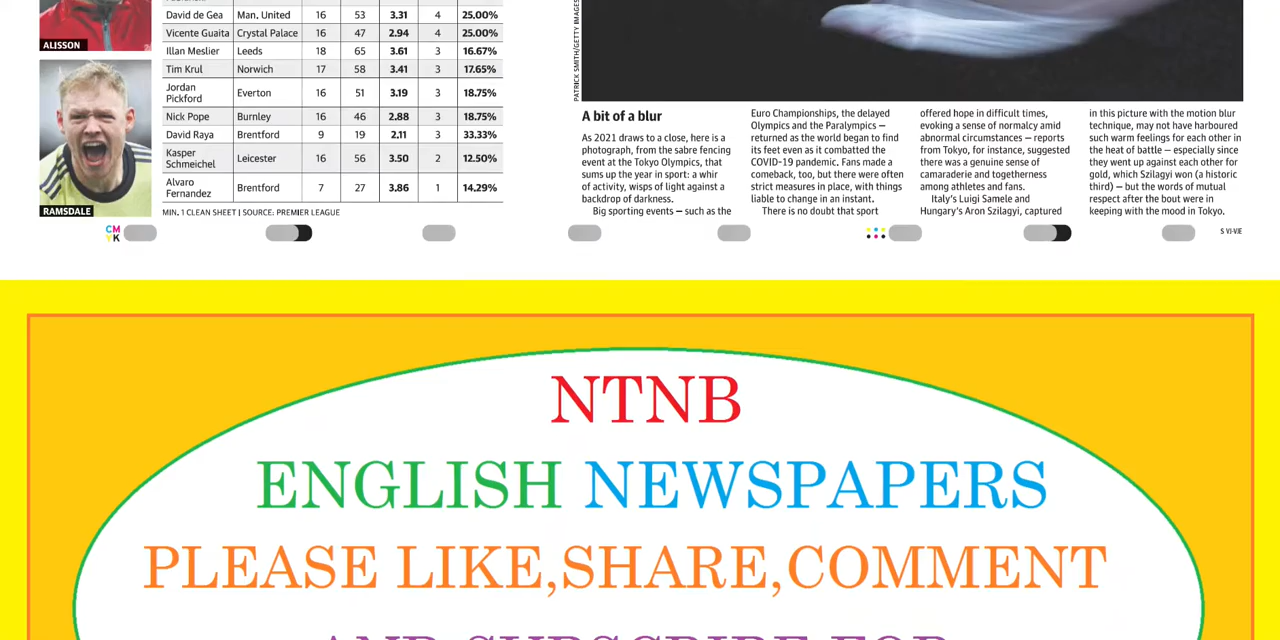 ALISSON
RAMSDALE
David de Gea Man. United 16 53 3.31 4 25.00%
Vicente Guaita Crystal Palace 16 47 2.94 4 25.00%
Illan Meslier Leeds 18 65 3.61 3 16.67%
Tim Krul Norwich 17 58 3.41 3 17.65%
Jordan
Pickford Everton 16 51 3.19 3 18.75%
Nick Pope Burnley 16 46 2.88 3 18.75%
David Raya Brentford 9 19 2.11 3 33.33%
Kasper
Schmeichel Leicester 16 56 3.50 2 12.50%
Alvaro
Fernandez Brentford 7 27 3.86 1 14.29%
MIN. 1 CLEAN SHEET | SOURCE: PREMIER LEAGUE
PATRICK SMITH/GETTY IMAGES
A bit of a blur
As 2021 draws to a close, here is a
photograph, from the sabre fencing
event at the Tokyo Olympics, that
sums up the year in sport: a whir
of activity, wisps of light against a
backdrop of darkness.
Big sporting events — such as the
Euro Championships, the delayed
Olympics and the Paralympics —
returned as the world began to find
its feet even as it combatted the
COVID-19 pandemic. Fans made a
comeback, too, but there were often
strict measures in place, with things
liable to change in an instant.
There is no doubt that sport
offered hope in difficult times,
evoking a sense of normalcy amid
abnormal circumstances — reports
from Tokyo, for instance, suggested
there was a genuine sense of
camaraderie and togetherness
among athletes and fans.
Italy's Luigi Samele and
Hungary's Aron Szilagyi, captured
in this picture with the motion blur
technique, may not have harboured
such warm feelings for each other in
the heat of battle — especially since
they went up against each other for
gold, which Szilagyi won (a historic
third) — but the words of mutual
respect after the bout were in
keeping with the mood in Tokyo.
CM
YK
S VI-VIE
NTNB
ENGLISH NEWSPAPERS
PLEASE LIKE,SHARE,COMMENT
AND SUBSCRIBE FOR